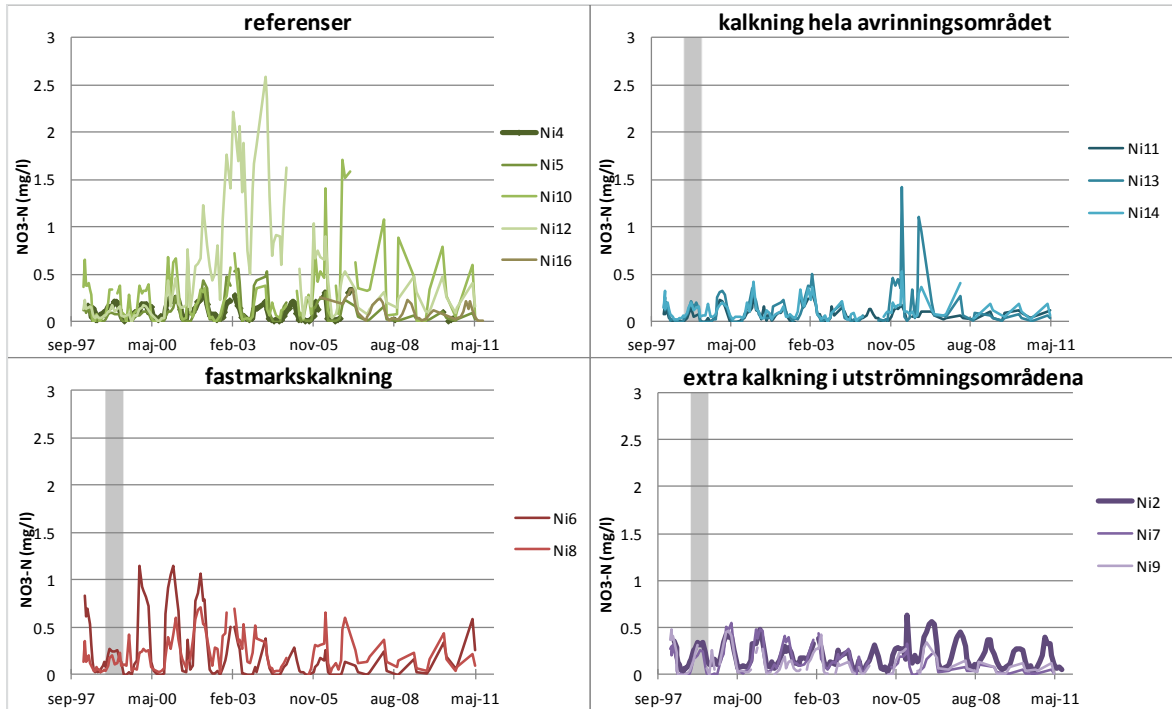 referenser
3
2.5
2
1.5
1
0.5
0
NO3-N (mg/l)
sep-97 maj-00 feb-03 nov-05 aug-08 maj-11
Ni4
Ni5
Ni10
Ni12
Ni16
kalkning hela avrinningsområdet
3
2.5
2
1.5
1
0.5
0
NO3-N (mg/l)
sep-97 maj-00 feb-03 nov-05 aug-08 maj-11
Ni11
Ni13
Ni14
fastmarkskalkning
3
2.5
2
1.5
1
0.5
0
NO3-N (mg/l)
sep-97 maj-00 feb-03 nov-05 aug-08 maj-11
Ni6
Ni8
extra kalkning i utströmningsområdena
3
2.5
2
1.5
1
0.5
0
NO3-N (mg/l)
sep-97 maj-00 feb-03 nov-05 aug-08 maj-11
Ni2
Ni7
Ni9